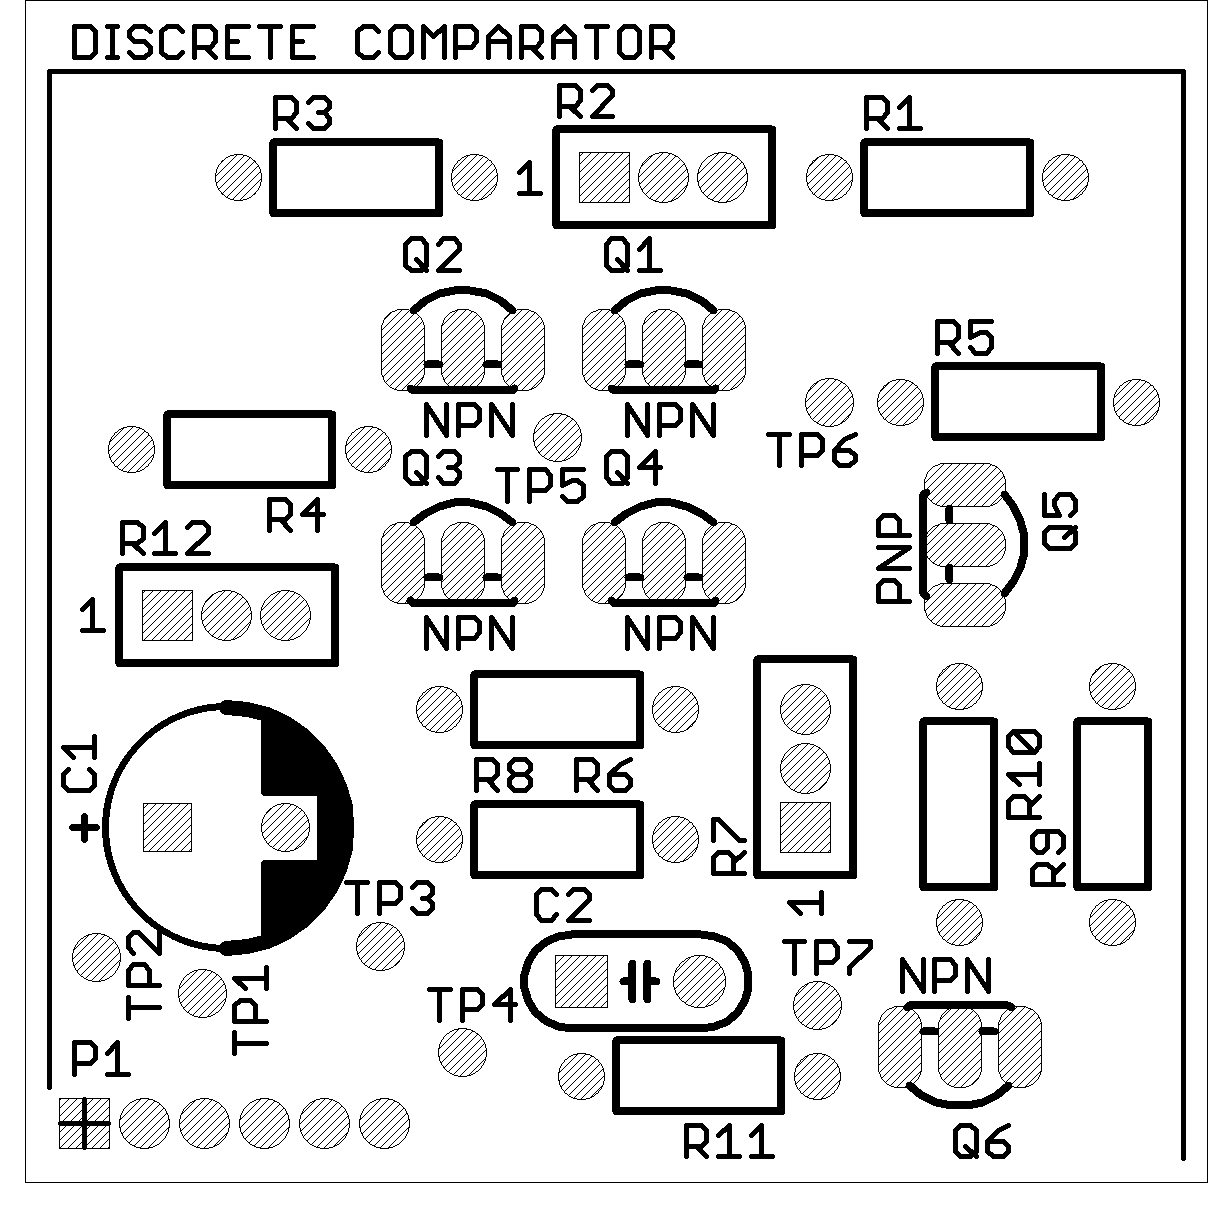 DISCRETE COMPARATOR
R3
R2
R1
1
Q2
Q1
R5
NPN
NPN
TP6
Q3
TP5
Q4
R4
R12
PNP
Q5
1
NPN
NPN
C1
+
R8
R6
R7
R10
R9
TP3
C2
1
TP2
TP1
TP4
TP7
NPN
P1
R11
Q6